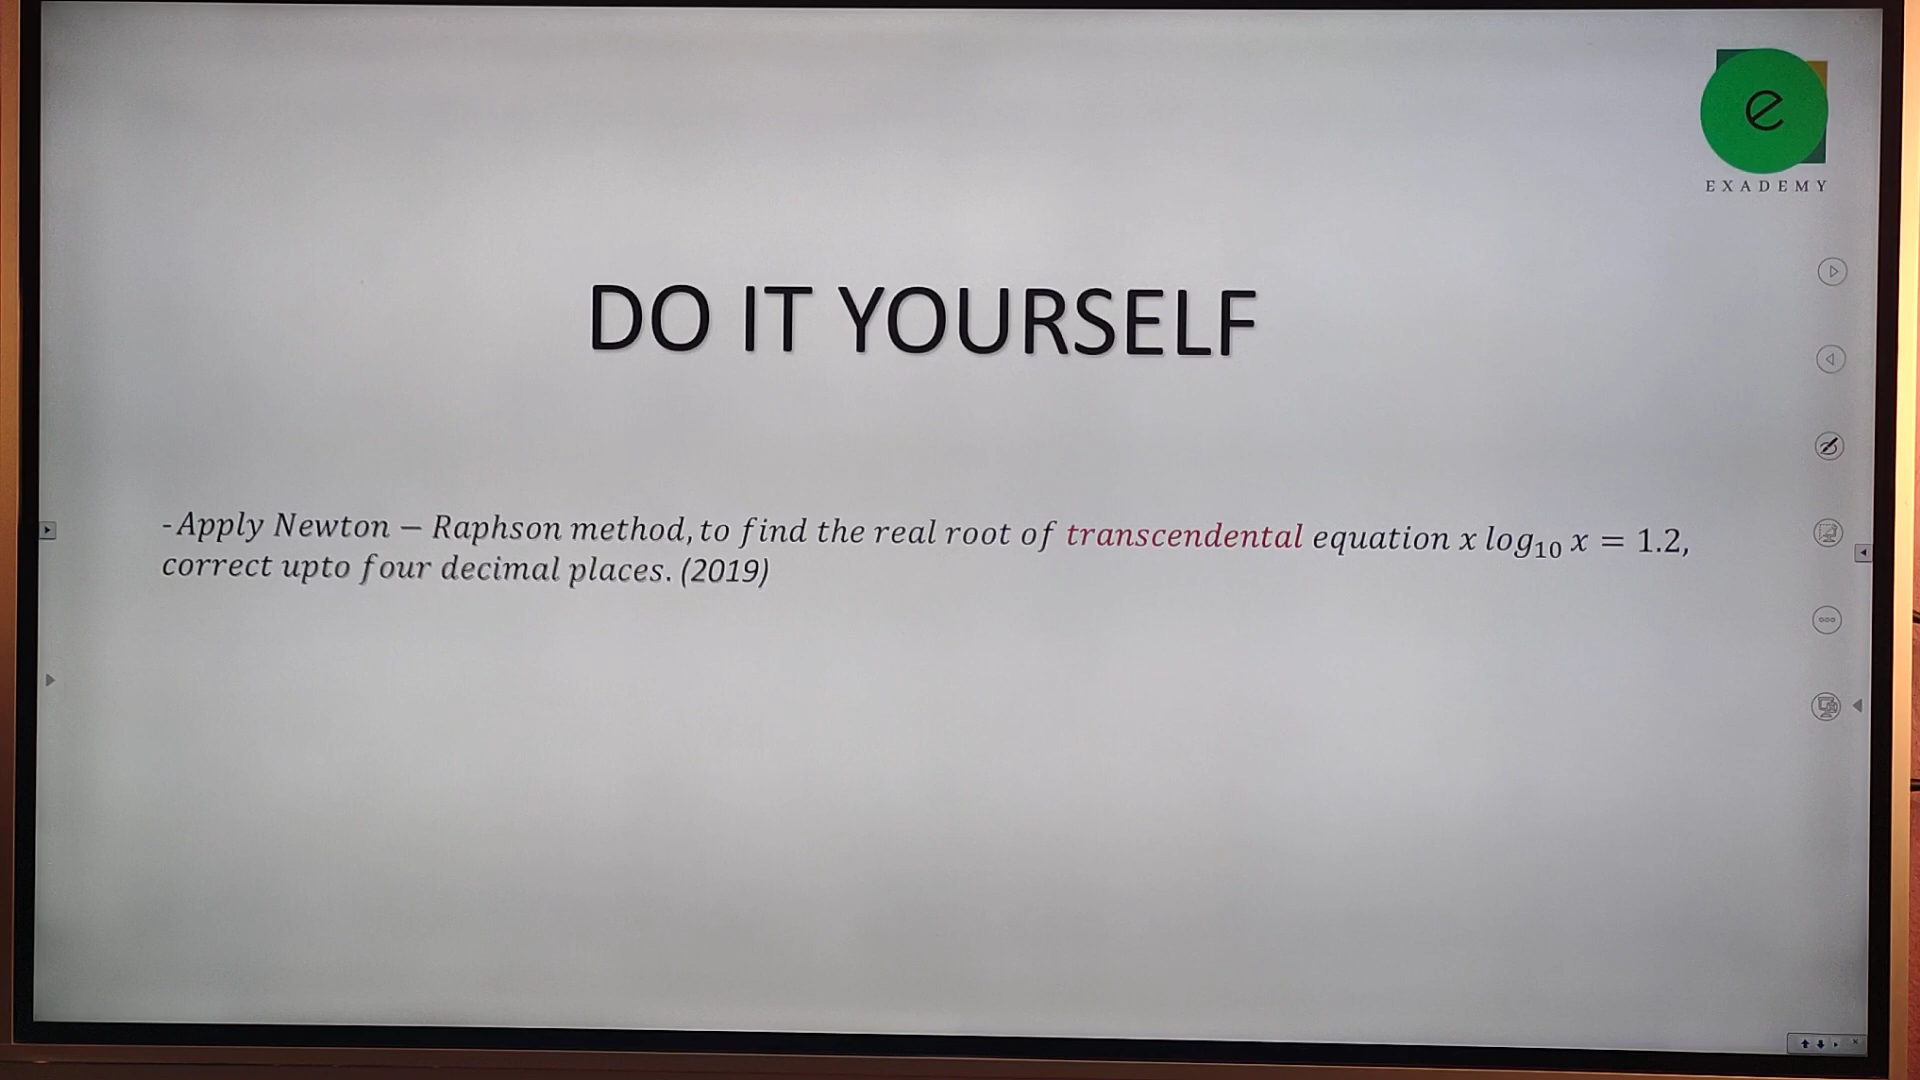 e
EXADEMY
DO IT YOURSELF
-Apply Newton − Raphson method, to find the real root of transcendental equation x log₁₀ x = 1.2,
correct upto four decimal places. (2019)